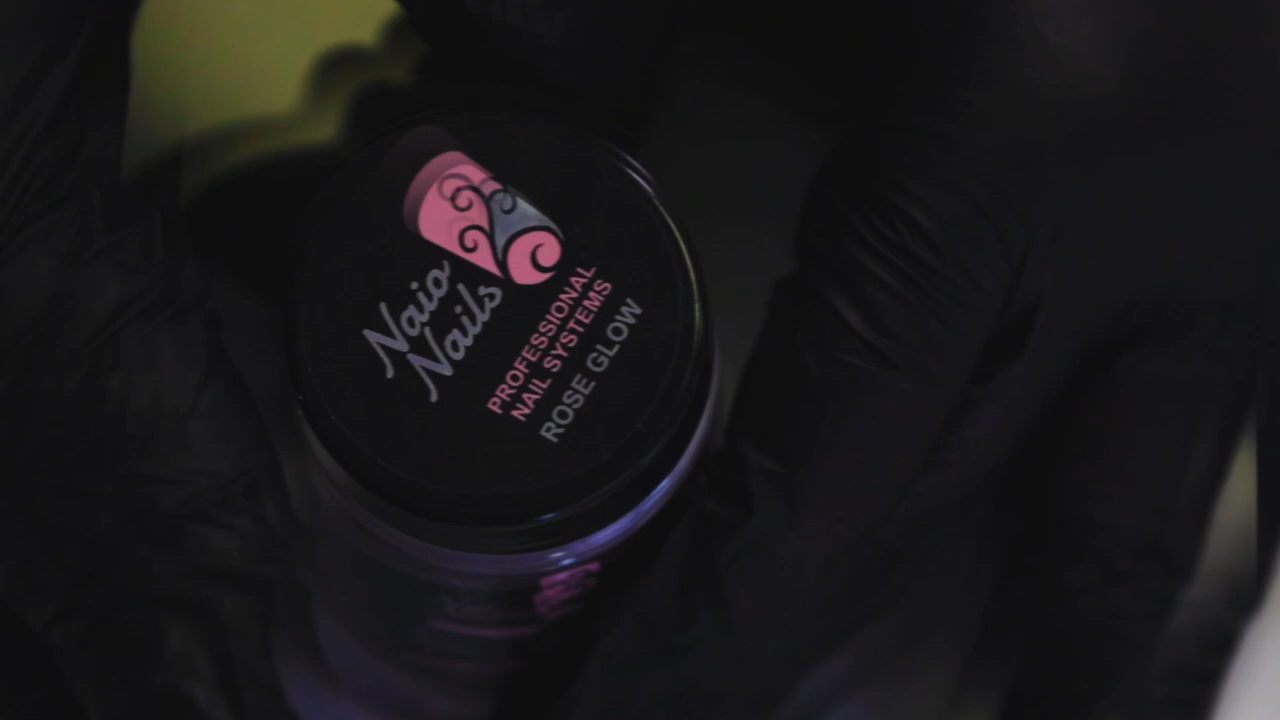 Naio
Nails
PROFESSIONAL
NAIL SYSTEMS
ROSE GLOW